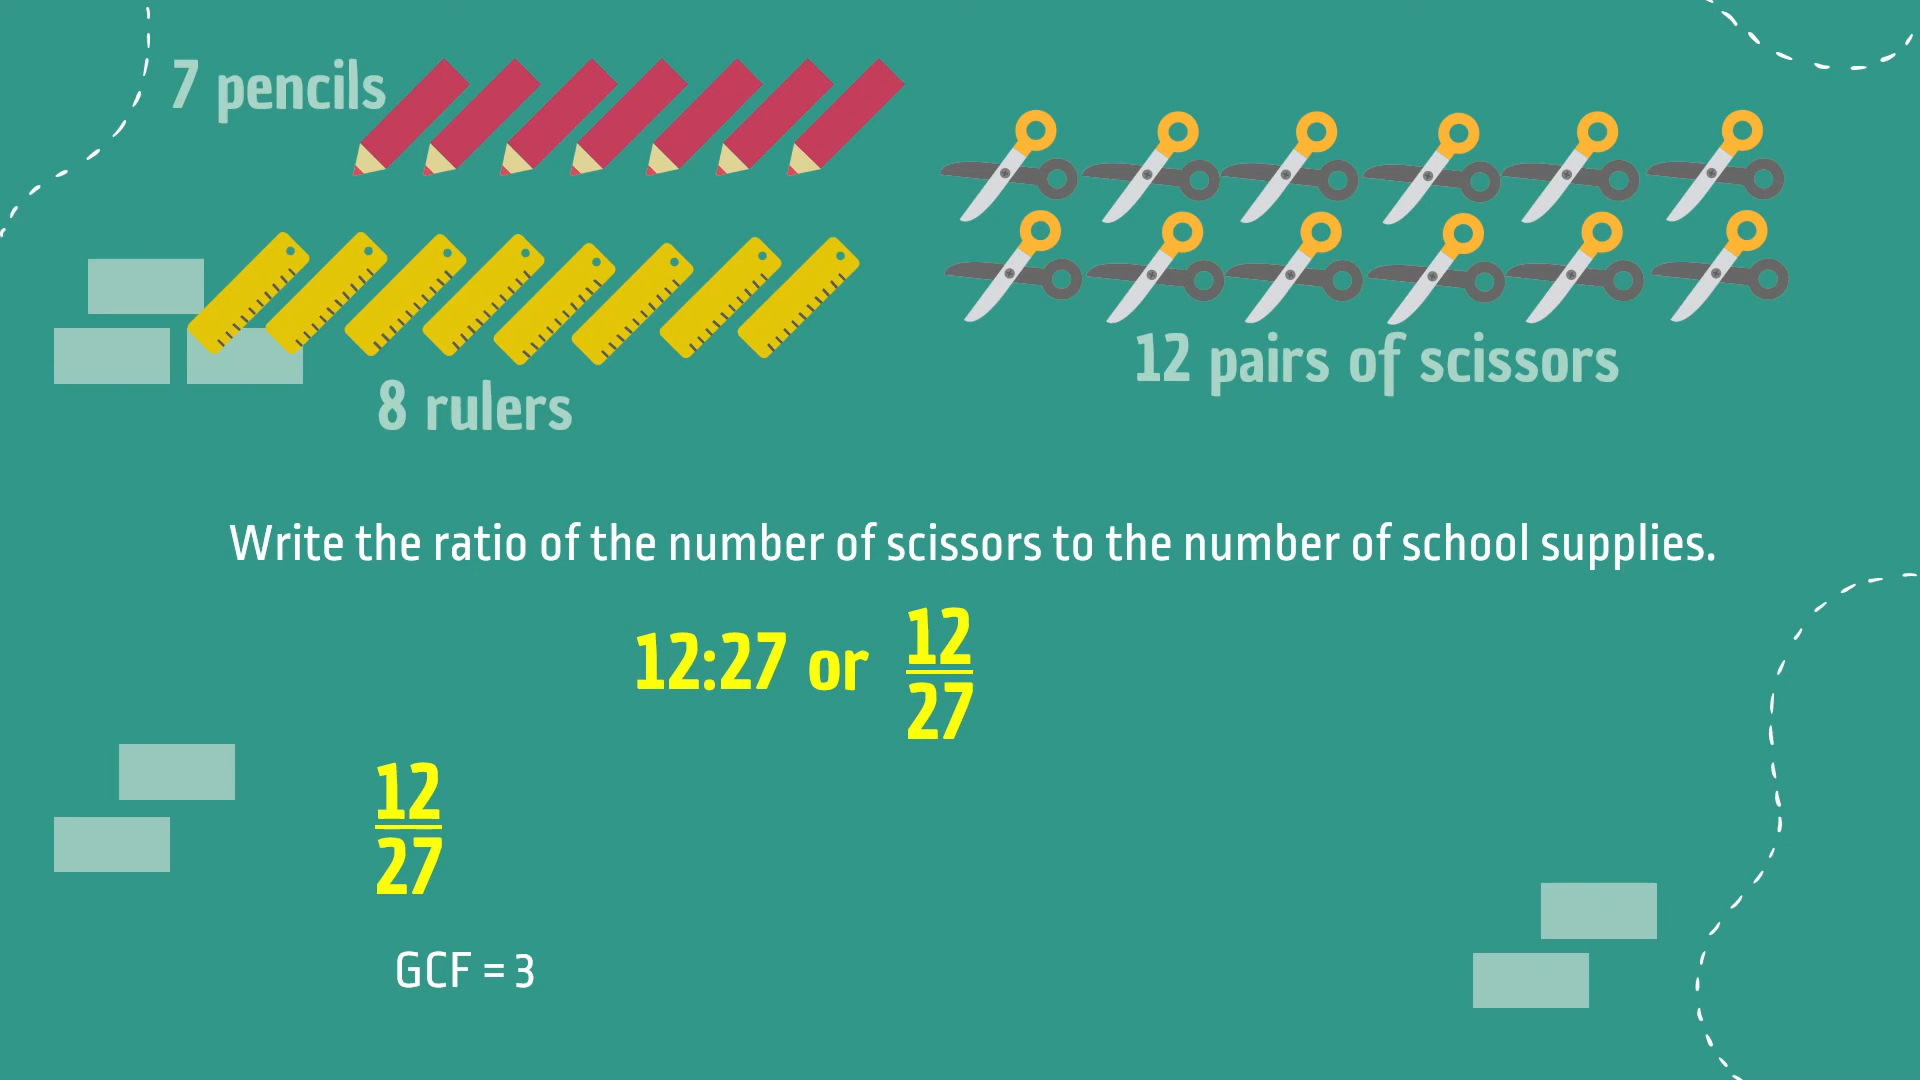 7 pencils
8 rulers
12 pairs of scissors
Write the ratio of the number of scissors to the number of school supplies.
12:27 or 12/27
12/27
GCF = 3